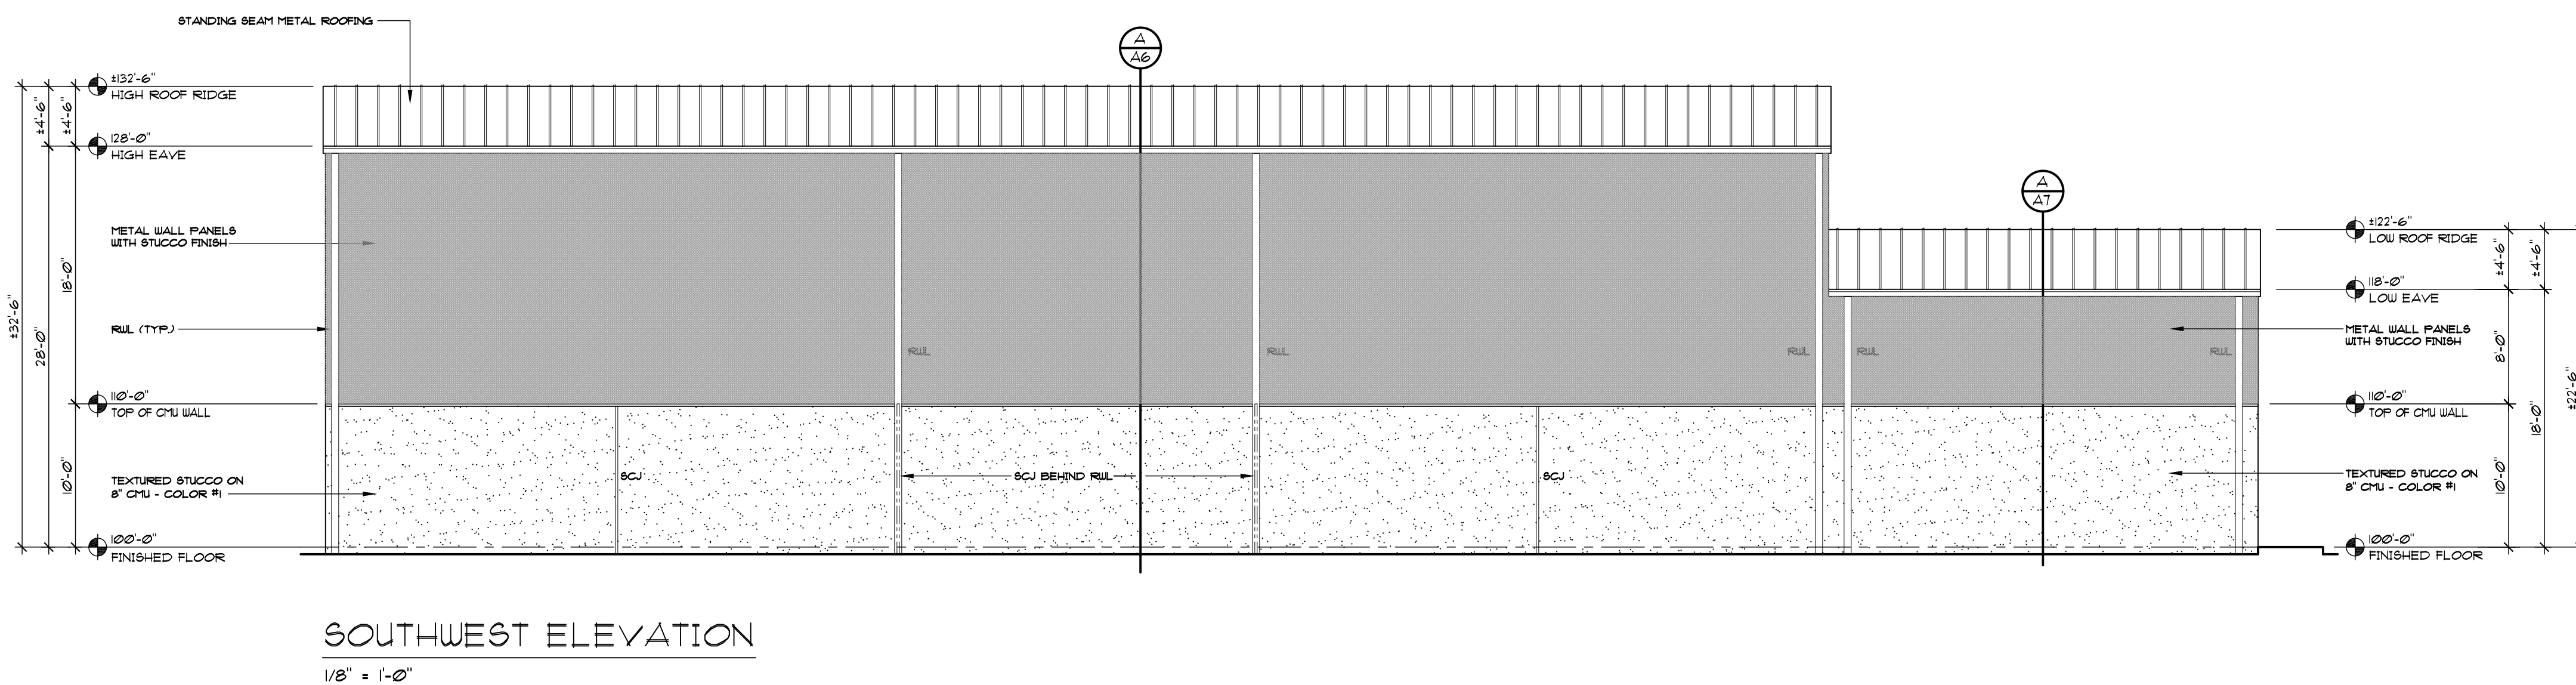 STANDING SEAM METAL ROOFING
A
A6
±132'-6"
HIGH ROOF RIDGE
±4'-6"
±4'-6"
128'-0"
HIGH EAVE
A
A7
±122'-6"
LOW ROOF RIDGE
±4'-6"
±4'-6"
METAL WALL PANELS
WITH STUCCO FINISH
18'-0"
118'-0"
LOW EAVE
±32'-6"
28'-0"
RWL (TYP.)
RWL
RWL
RWL
RWL
RWL
METAL WALL PANELS
WITH STUCCO FINISH
8'-0"
±22'-6"
110'-0"
TOP OF CMU WALL
110'-0"
TOP OF CMU WALL
18'-0"
10'-0"
TEXTURED STUCCO ON
8" CMU - COLOR #1
SCJ
SCJ BEHIND RWL
SCJ
TEXTURED STUCCO ON
8" CMU - COLOR #1
10'-0"
100'-0"
FINISHED FLOOR
100'-0"
FINISHED FLOOR
SOUTHWEST ELEVATION
1/8" = 1'-0"